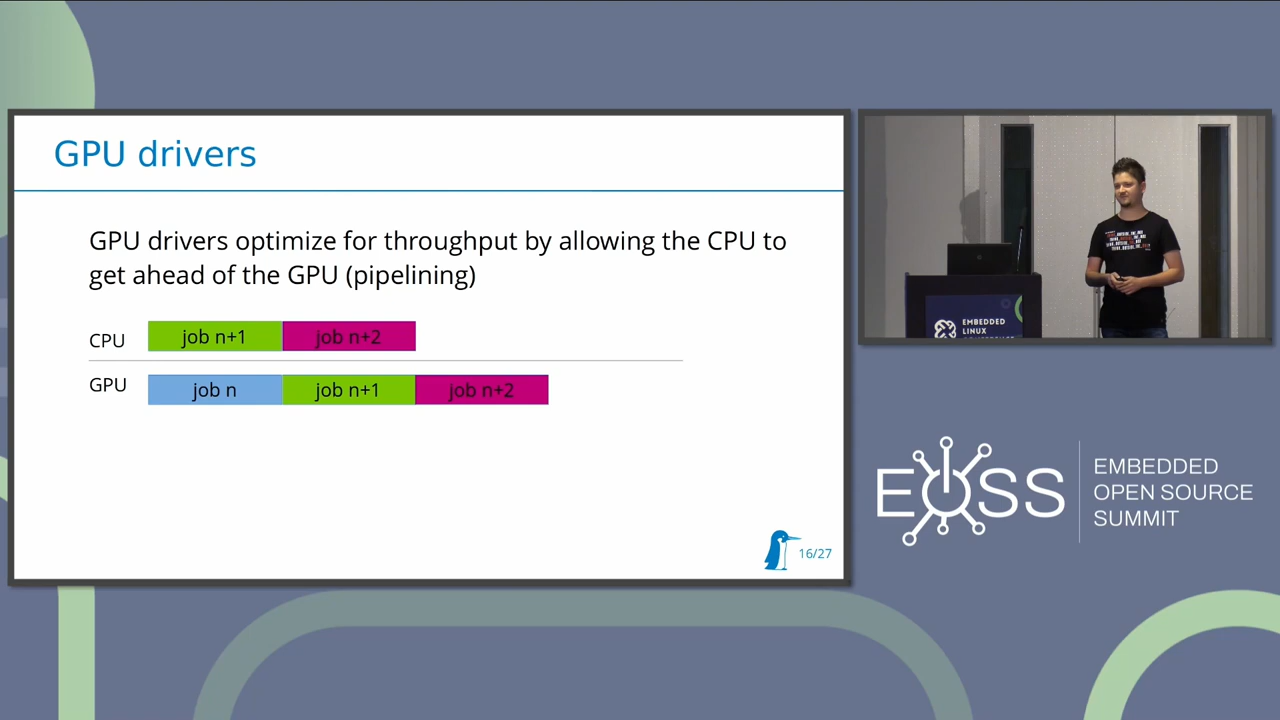 GPU drivers
GPU drivers optimize for throughput by allowing the CPU to
get ahead of the GPU (pipelining)
CPU
job n+1
job n+2
GPU
job n
job n+1
job n+2
16/27
EMBEDDED
LINUX
EOSS
EMBEDDED
OPEN SOURCE
SUMMIT